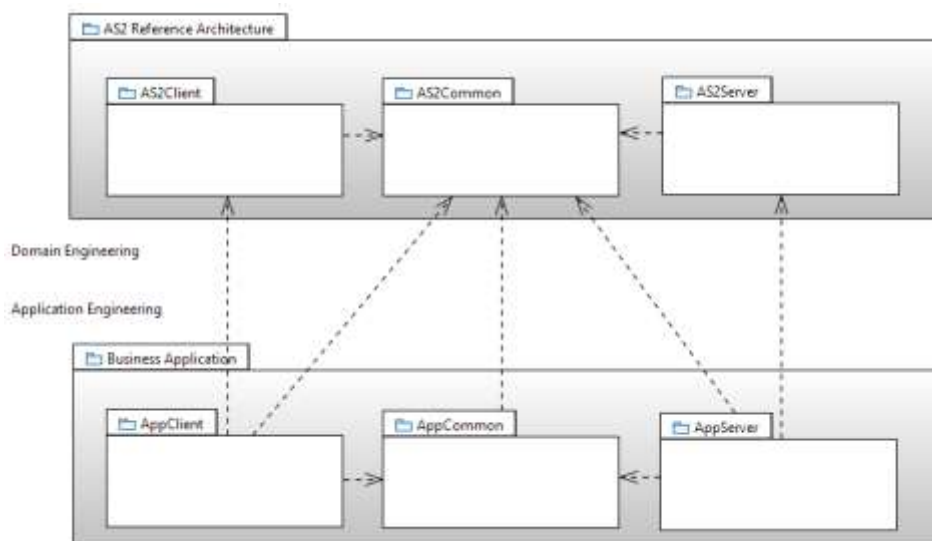 AS2 Reference Architecture
AS2Client
AS2Common
AS2Server
Domain Engineering
Application Engineering
Business Application
AppClient
AppCommon
AppServer